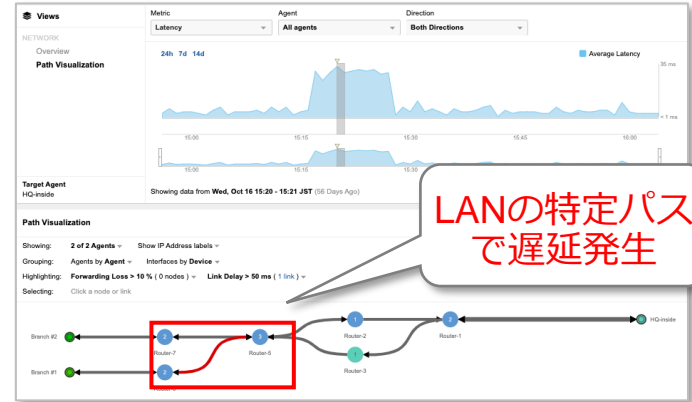 Views
Metric
Agent
Direction
Latency
All agents
Both Directions
NETWORK
Overview
Path Visualization
24h 7d 14d
Average Latency
35 ms
< 1 ms
15:00
15:15
15:30
15:45
16:00
15:00
15:15
15:30
Target Agent
HQ-inside
Showing data from Wed, Oct 16 15:20 - 15:21 JST (56 Days Ago)
LANの特定パス
で遅延発生
Path Visualization
Showing: 2 of 2 Agents Show IP Address labels
Grouping: Agents by Agent Interfaces by Device
Highlighting: Forwarding Loss > 10 % ( 0 nodes ) Link Delay > 50 ms ( 1 link )
Selecting: Click a node or link
Branch #2
2
3
1
2
HQ-inside
Router-7
Router-5
Router-2
Router-1
Branch #1
2
1
Router-3